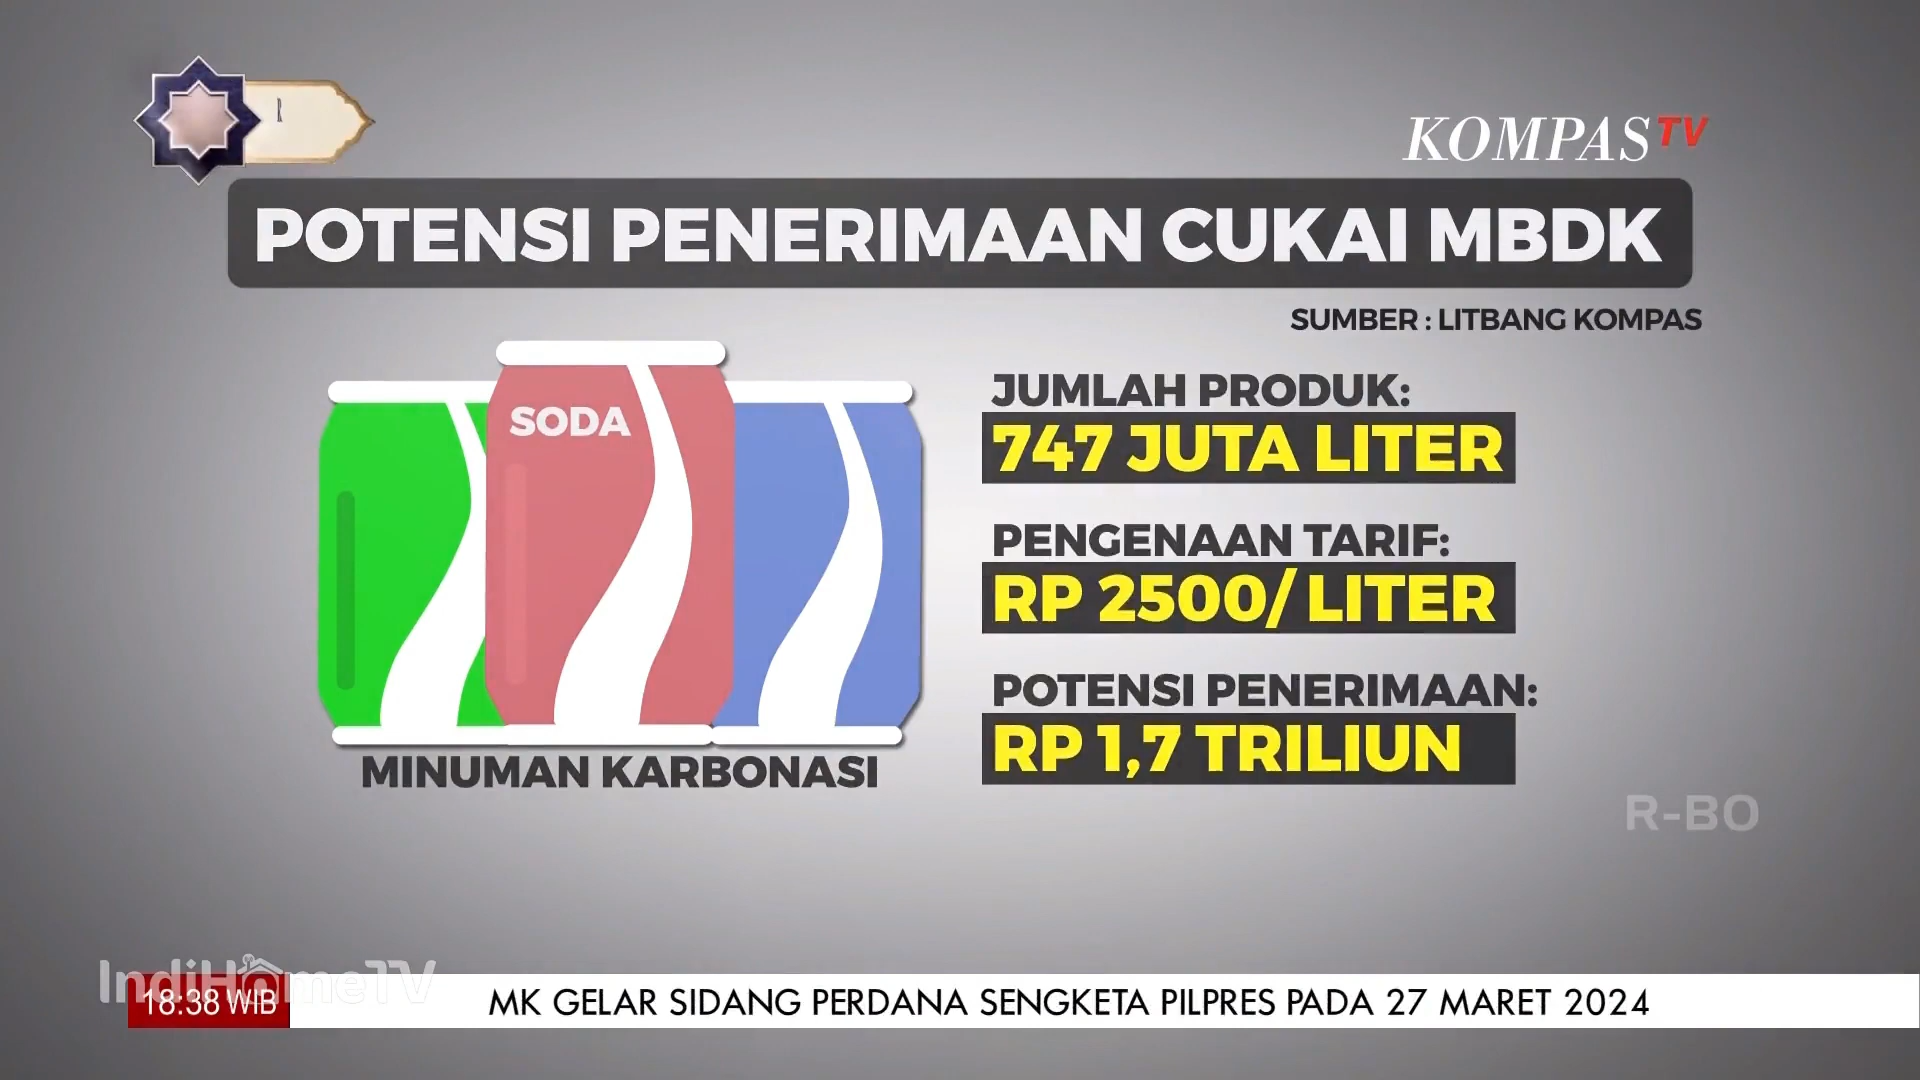 R
KOMPAS TV
POTENSI PENERIMAAN CUKAI MBDK
SUMBER : LITBANG KOMPAS
SODA
MINUMAN KARBONASI
JUMLAH PRODUK:
747 JUTA LITER
PENGENAAN TARIF:
RP 2500/ LITER
POTENSI PENERIMAAN:
RP 1,7 TRILIUN
R-BO
IndiHomeTV
18:38 WIB
MK GELAR SIDANG PERDANA SENGKETA PILPRES PADA 27 MARET 2024